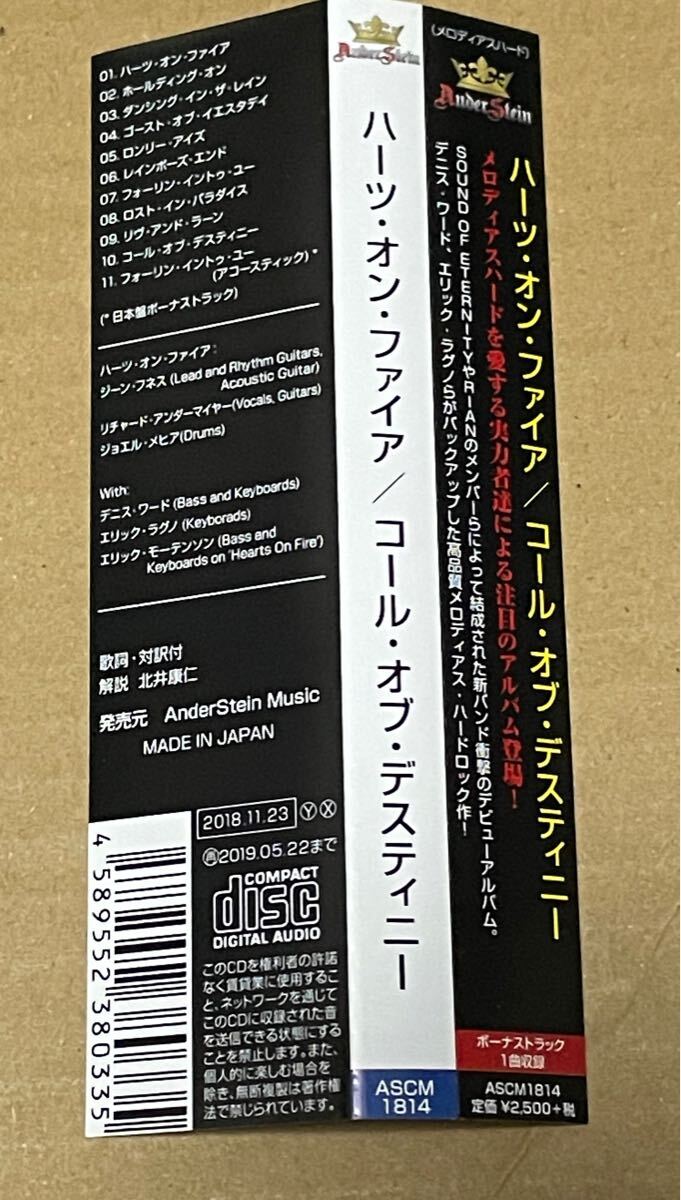 01. ハーツ・オン・ファイア
02. ホールディング・オン
03. ダンシング・イン・ザ・レイン
04. ゴースト・オブ・イエスタデイ
05. ロンリー・アイズ
06. レインボーズ・エンド
07. フォーリン・イントゥ・ユー
08. ロスト・イン・パラダイス
09. リヴ・アンド・ラーン
10. コール・オブ・デスティニー
11. フォーリン・イントゥ・ユー
(アコースティック) *
(* 日本盤ボーナストラック)
ハーツ・オン・ファイア:
ジーン・フネス (Lead and Rhythm Guitars,
Acoustic Guitar)
リチャード・アンダーマイヤー(Vocals, Guitars)
ジョエル・メヒア(Drums)
With:
デニス・ワード (Bass and Keyboards)
エリック・ラグノ (Keyborads)
エリック・モーテンソン (Bass and
Keyboards on 'Hearts On Fire')
歌詞・対訳付
解説 北井康仁
発売元 AnderStein Music
MADE IN JAPAN
4 589552 380335
2018.11.23 Ⓨ Ⓧ
㊢2019.05.22まで
COMPACT
disc
DIGITAL AUDIO
このCDを権利者の許諾
なく賃貸業に使用するこ
と、ネットワークを通じて
このCDに収録された音
を送信できる状態にする
ことを禁止します。また、
個人的に楽しむ場合を
除き、無断複製は著作権
法で禁じられています。
AnderStein
ハーツ・オン・ファイア/コール・オブ・デスティニー
ASCM
1814
(メロディアスハード)
AnderStein
ハーツ・オン・ファイア/コール・オブ・デスティニー
メロディアスハードを愛する実力者達による注目のアルバム登場!
SOUND OF ETERNITYやRIANのメンバーらによって結成された新バンド衝撃のデビューアルバム。
デニス・ワード、エリック・ラグノらがバックアップした高品質メロディアス・ハードロック作!
ボーナストラック
1曲収録
ASCM1814
定価 ¥2,500+税